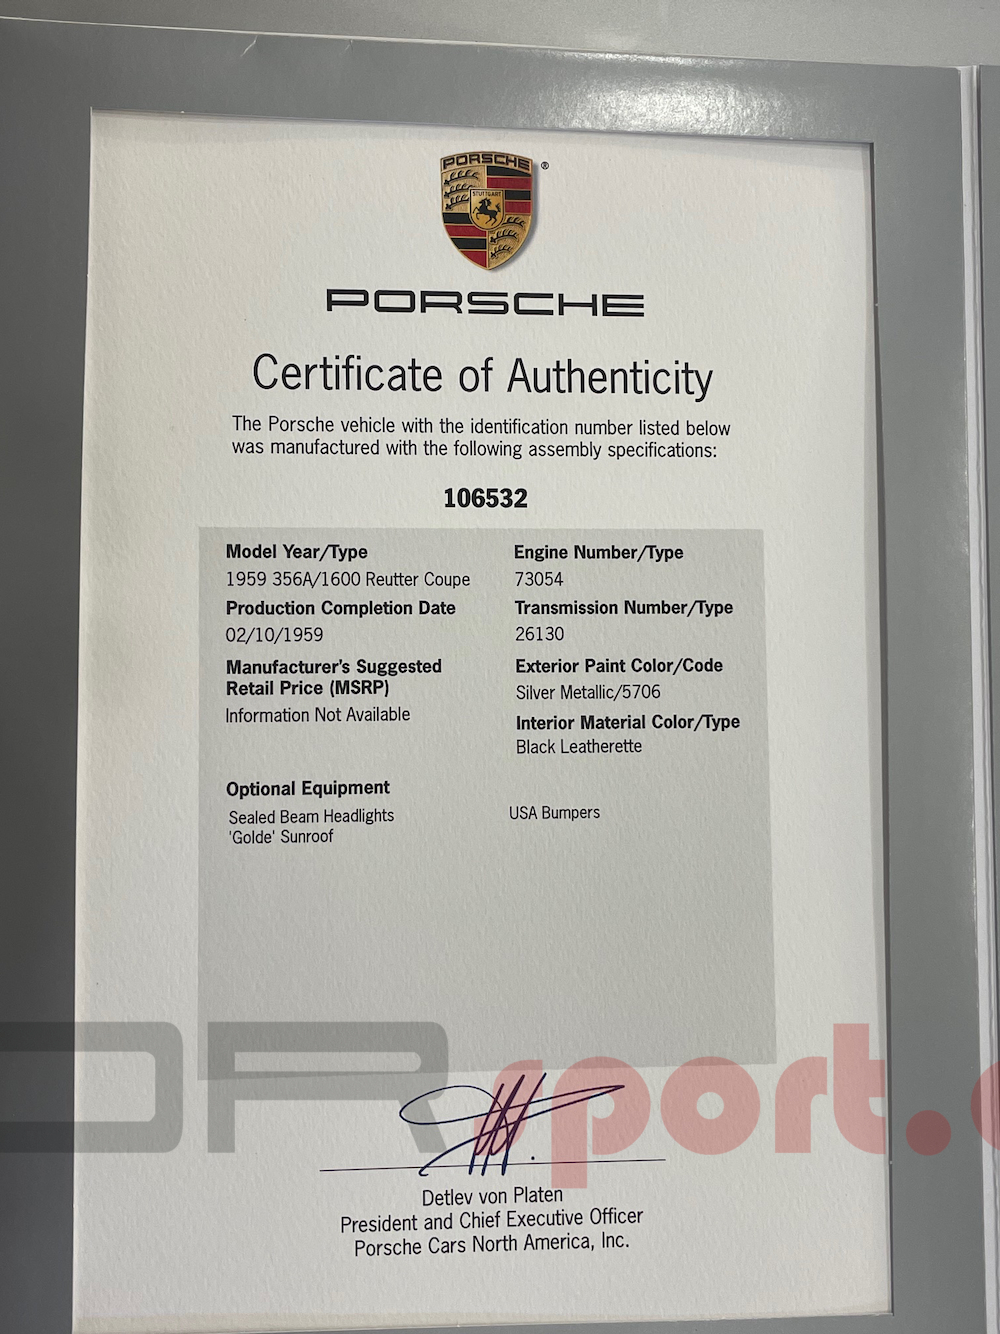 PORSCHE
®
STUTTGART
PORSCHE
Certificate of Authenticity
The Porsche vehicle with the identification number listed below
was manufactured with the following assembly specifications:
106532
Model Year/Type
1959 356A/1600 Reutter Coupe
Production Completion Date
02/10/1959
Manufacturer's Suggested
Retail Price (MSRP)
Information Not Available
Engine Number/Type
73054
Transmission Number/Type
26130
Exterior Paint Color/Code
Silver Metallic/5706
Interior Material Color/Type
Black Leatherette
Optional Equipment
Sealed Beam Headlights
'Golde' Sunroof
USA Bumpers
Detlev von Platen
President and Chief Executive Officer
Porsche Cars North America, Inc.